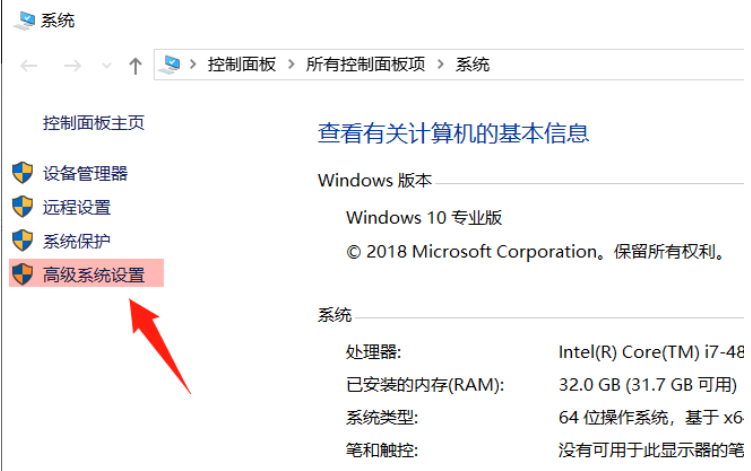 系统
控制面板 > 所有控制面板项 > 系统
控制面板主页
设备管理器
远程设置
系统保护
高级系统设置
查看有关计算机的基本信息
Windows 版本
Windows 10 专业版
© 2018 Microsoft Corporation。保留所有权利。
系统
处理器: Intel(R) Core(TM) i7-48
已安装的内存(RAM): 32.0 GB (31.7 GB 可用)
系统类型: 64 位操作系统，基于 x6
笔和触控: 没有可用于此显示器的笔